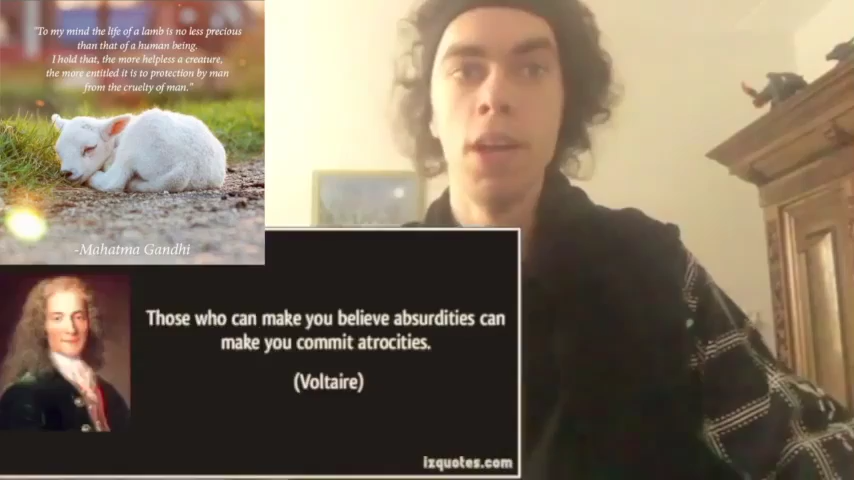 "To my mind the life of a lamb is no less precious
than that of a human being.
I hold that, the more helpless a creature,
the more entitled it is to protection by man
from the cruelty of man."
-Mahatma Gandhi
Those who can make you believe absurdities can
make you commit atrocities.
(Voltaire)
izquotes.com